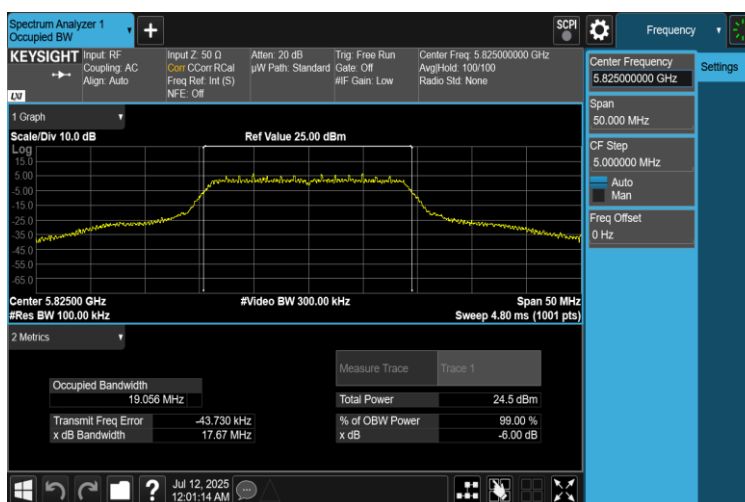 Spectrum Analyzer 1
Occupied BW
+
SCPI
Frequency
KEYSIGHT
LXI
Input: RF
Coupling: AC
Align: Auto
Input Z: 50 Ω
Corr CCorr RCal
Freq Ref: Int (S)
NFE: Off
Atten: 20 dB
µW Path: Standard
Trig: Free Run
Gate: Off
#IF Gain: Low
Center Freq: 5.825000000 GHz
Avg|Hold: 100/100
Radio Std: None
Center Frequency
5.825000000 GHz
Settings
Span
50.000 MHz
CF Step
5.000000 MHz
Auto
Man
Freq Offset
0 Hz
1 Graph
Scale/Div 10.0 dB
Ref Value 25.00 dBm
Log
15.0
5.00
-5.00
-15.0
-25.0
-35.0
-45.0
-55.0
-65.0
Center 5.82500 GHz
#Video BW 300.00 kHz
Span 50 MHz
#Res BW 100.00 kHz
Sweep 4.80 ms (1001 pts)
2 Metrics
Measure Trace Trace 1
Occupied Bandwidth
19.056 MHz
Total Power 24.5 dBm
Transmit Freq Error -43.730 kHz
% of OBW Power 99.00 %
x dB Bandwidth 17.67 MHz
x dB -6.00 dB
?
Jul 12, 2025
12:01:14 AM